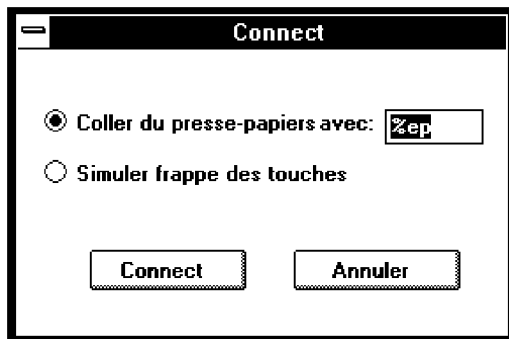 Connect
Coller du presse-papiers avec: %ep
Simuler frappe des touches
Connect Annuler